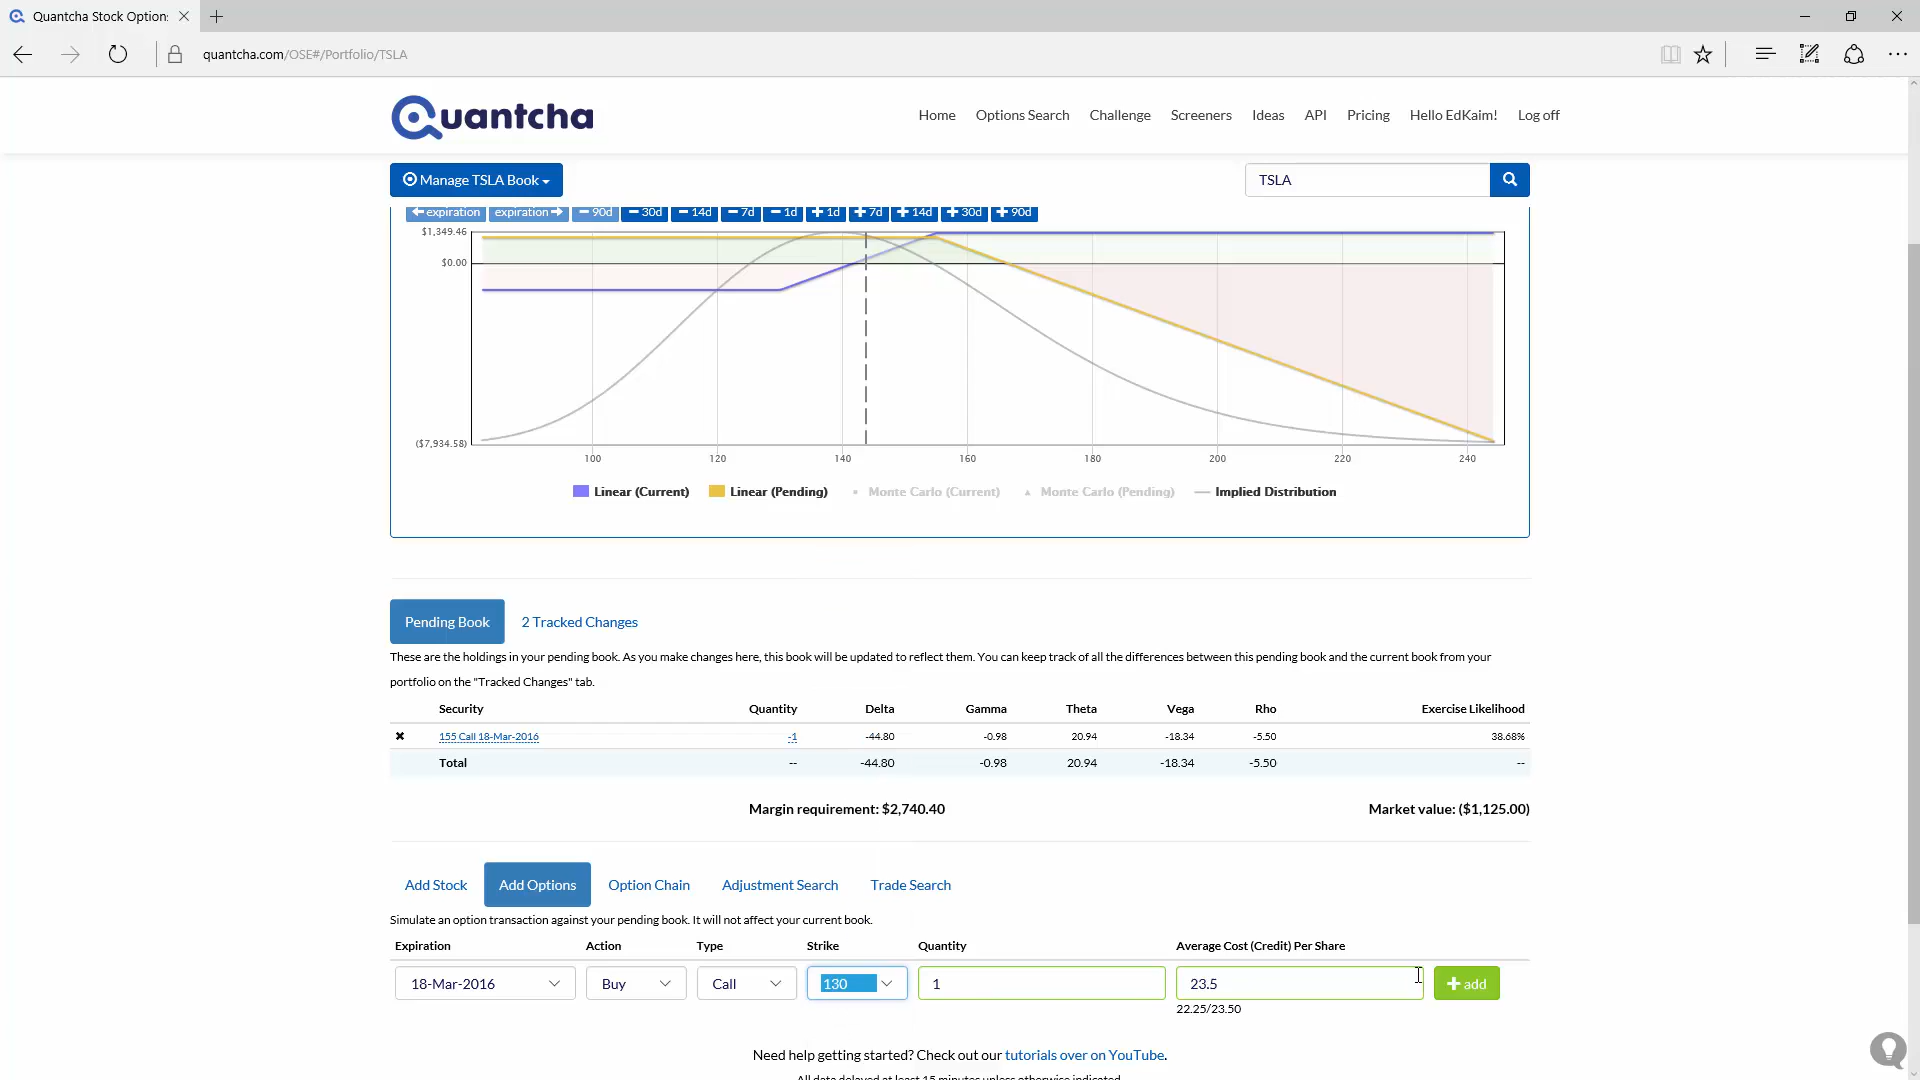 Quantcha Stock Option:
quantcha.com/OSE#/Portfolio/TSLA
Quantcha
Home Options Search Challenge Screeners Ideas API Pricing Hello EdKaim! Log off
Manage TSLA Book
TSLA
expiration expiration 90d 30d 14d 7d 1d 1d 7d 14d 30d 90d
$1,349.46
$0.00
($7,934.58)
100 120 140 160 180 200 220 240
Linear (Current) Linear (Pending) Monte Carlo (Current) Monte Carlo (Pending) Implied Distribution
Pending Book 2 Tracked Changes
These are the holdings in your pending book. As you make changes here, this book will be updated to reflect them. You can keep track of all the differences between this pending book and the current book from your
portfolio on the "Tracked Changes" tab.
Security Quantity Delta Gamma Theta Vega Rho Exercise Likelihood
155 Call 18-Mar-2016 -1 -44.80 -0.98 20.94 -18.34 -5.50 38.68%
Total -- -44.80 -0.98 20.94 -18.34 -5.50 --
Margin requirement: $2,740.40 Market value: ($1,125.00)
Add Stock Add Options Option Chain Adjustment Search Trade Search
Simulate an option transaction against your pending book. It will not affect your current book.
Expiration Action Type Strike Quantity Average Cost (Credit) Per Share
18-Mar-2016 Buy Call 130 1 23.5 add
22.25/23.50
Need help getting started? Check out our tutorials over on YouTube.
All data delayed at least 15 minutes unless otherwise indicated